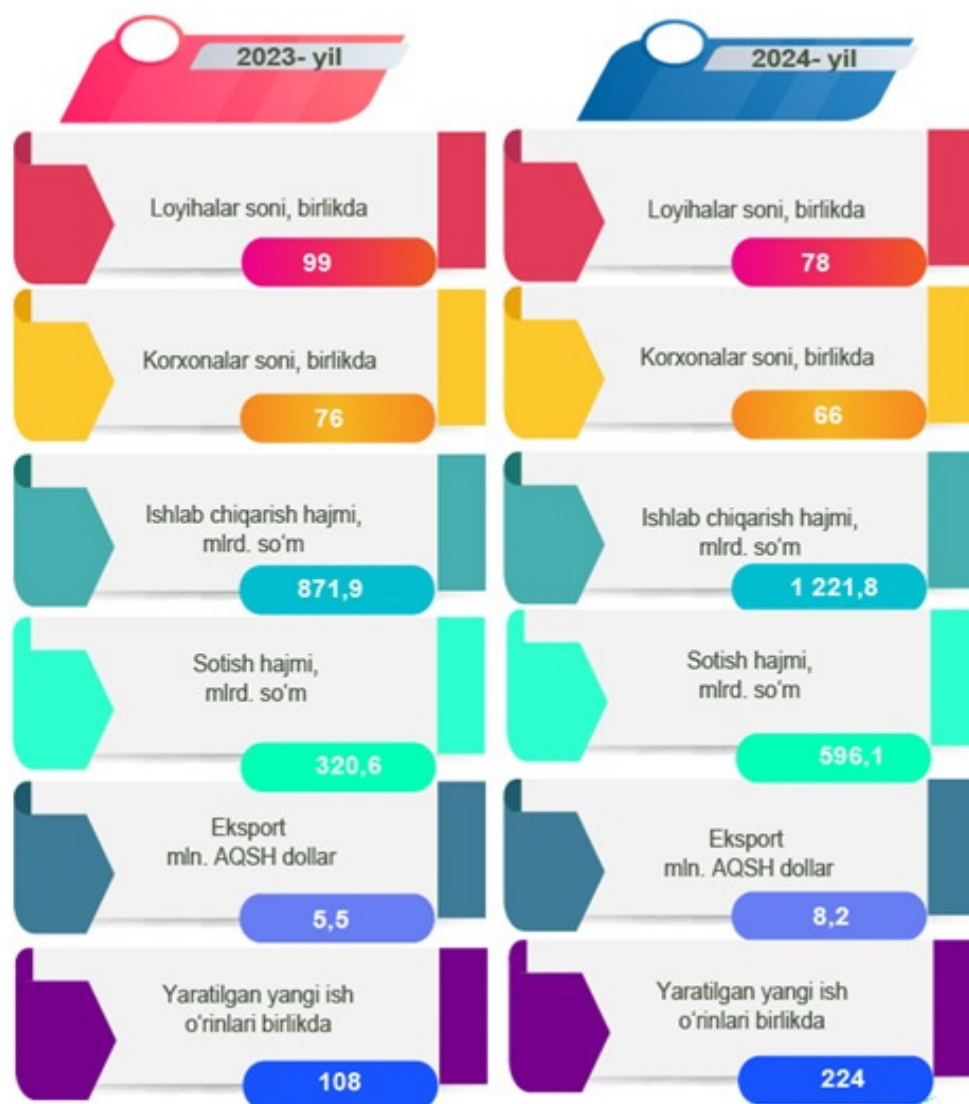 2023- yil
Loyihalar soni, birlikda
99
Korxonalar soni, birlikda
76
Ishlab chiqarish hajmi,
mlrd. so‘m
871,9
Sotish hajmi,
mlrd. so‘m
320,6
Eksport
mln. AQSH dollar
5,5
Yaratilgan yangi ish
o‘rinlari birlikda
108
2024- yil
Loyihalar soni, birlikda
78
Korxonalar soni, birlikda
66
Ishlab chiqarish hajmi,
mlrd. so‘m
1 221,8
Sotish hajmi,
mlrd. so‘m
596,1
Eksport
mln. AQSH dollar
8,2
Yaratilgan yangi ish
o‘rinlari birlikda
224